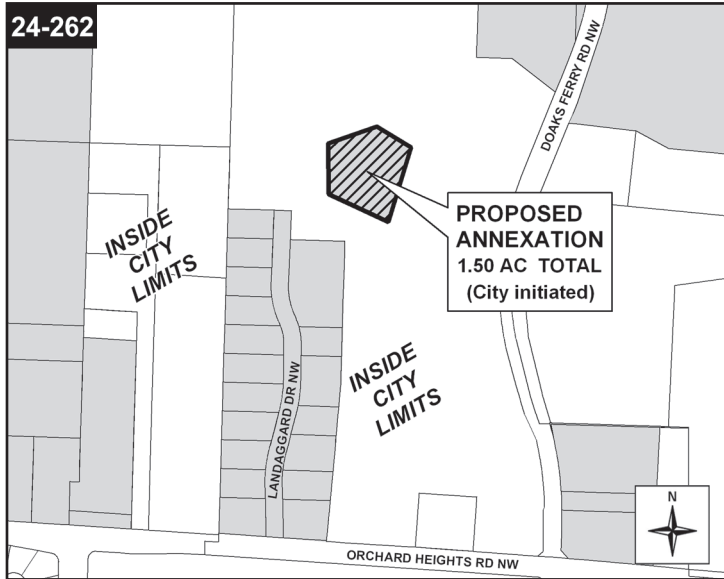 24-262
DOAKS FERRY RD NW
PROPOSED
ANNEXATION
1.50 AC TOTAL
(City initiated)
INSIDE
CITY
LIMITS
INSIDE
CITY
LIMITS
LANDAGGARD DR NW
N
ORCHARD HEIGHTS RD NW